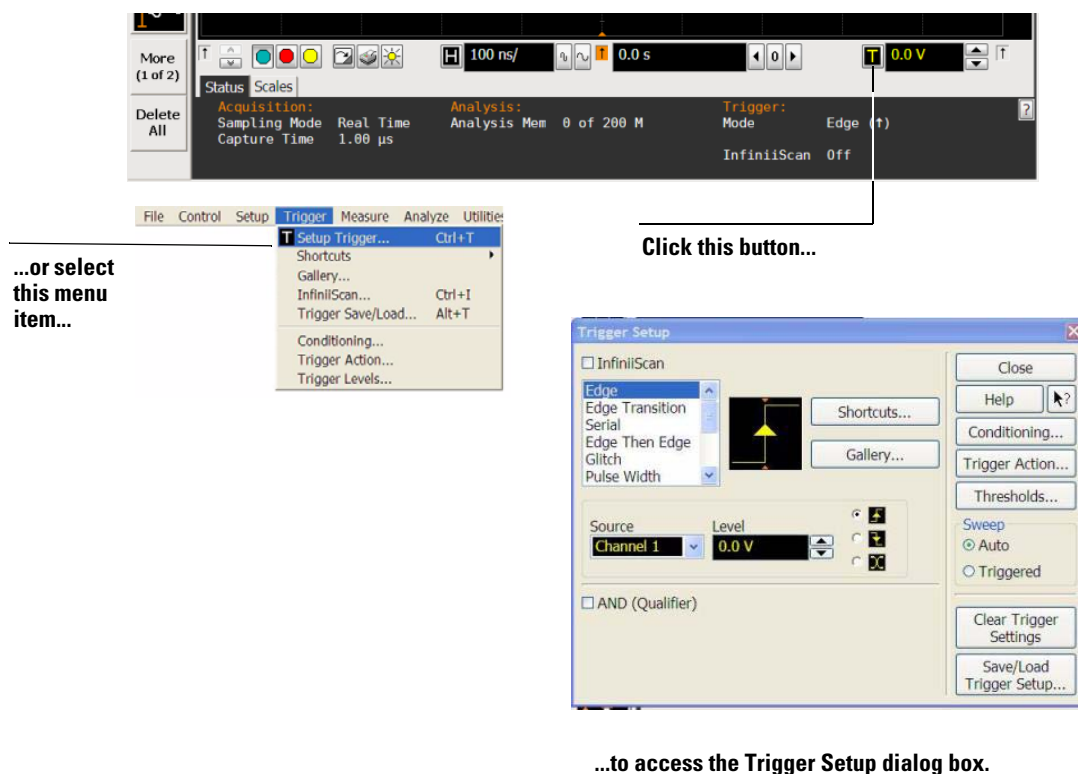 More
(1 of 2)
Delete
All
H 100 ns/ 0.0 s 0 T 0.0 V
Status Scales
Acquisition: Analysis: Trigger: ?
Sampling Mode Real Time Analysis Mem 0 of 200 M Mode Edge (↑)
Capture Time 1.00 µs
InfiniiScan Off
File Control Setup Trigger Measure Analyze Utilities
T Setup Trigger... Ctrl+T
Shortcuts
Gallery...
InfiniiScan... Ctrl+I
Trigger Save/Load... Alt+T
Conditioning...
Trigger Action...
Trigger Levels...
...or select
this menu
item...
Click this button...
Trigger Setup
InfiniiScan
Edge
Edge Transition
Serial
Edge Then Edge
Glitch
Pulse Width
Shortcuts...
Gallery...
Source Level
Channel 1 0.0 V
AND (Qualifier)
Close
Help ?
Conditioning...
Trigger Action...
Thresholds...
Sweep
Auto
Triggered
Clear Trigger
Settings
Save/Load
Trigger Setup...
...to access the Trigger Setup dialog box.